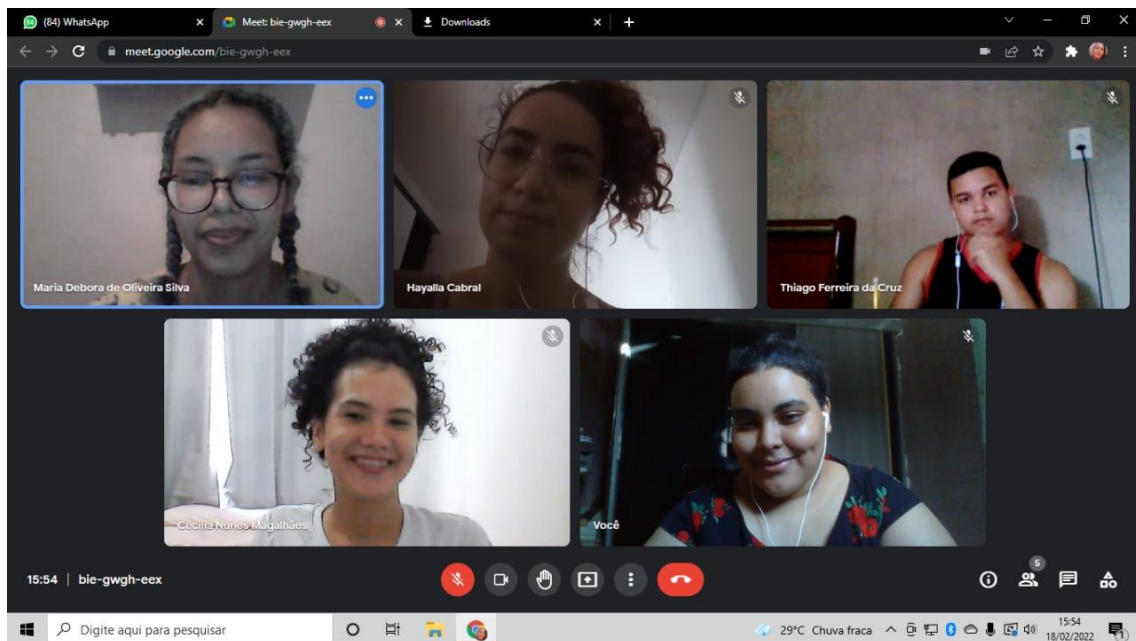 (84) WhatsApp
Meet: bie-gwgh-eex
Downloads
meet.google.com/bie-gwgh-eex
Maria Debora de Oliveira Silva
Hayalla Cabral
Thiago Ferreira da Cruz
Cecília Nunes Magalhães
Você
15:54 | bie-gwgh-eex
5
Digite aqui para pesquisar
29°C Chuva fraca
15:54
18/02/2022